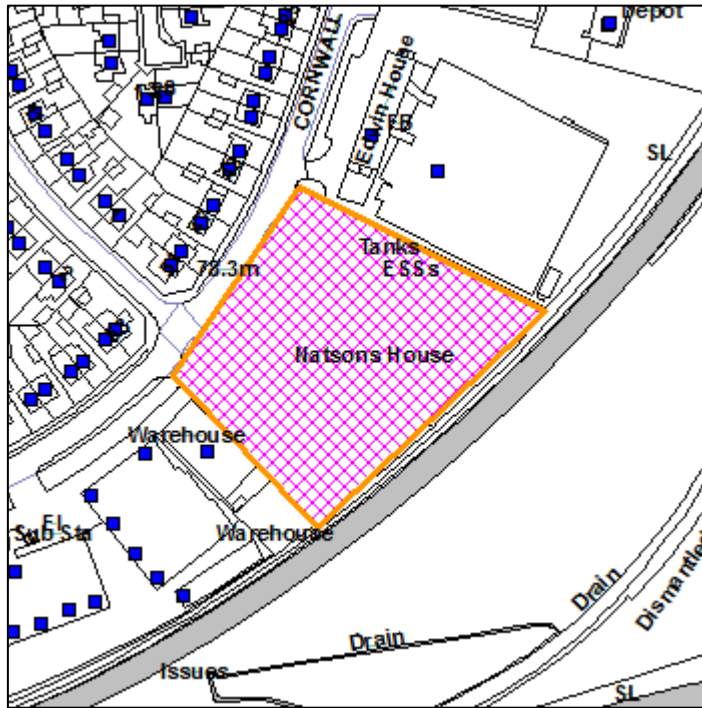 Depot
CORNWALL
Edwin House
FB
SL
Tanks
ESSs
78.3m
Natsons House
Warehouse
El
Sub Sta
Warehouse
Drain
Dismantled
Drain
Issues
SL